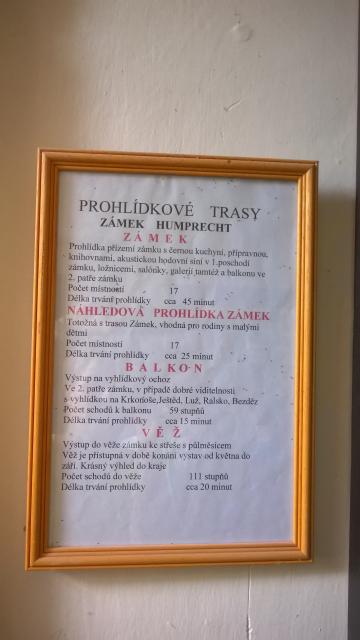 PROHLÍDKOVÉ TRASY
ZÁMEK HUMPRECHT
ZÁMEK
Prohlídka přízemí zámku s černou kuchyní, přípravnou,
knihovnami, akustickou hodovní síní v 1.poschodí
zámku, ložnicemi, salónky, galerií tamtéž a balkonu ve
2. patře zámku
Počet místností 17
Délka trvání prohlídky cca 45 minut
NÁHLEDOVÁ PROHLÍDKA ZÁMEK
Totožná s trasou Zámek, vhodná pro rodiny s malými
dětmi
Počet místností 17
Délka trvání prohlídky cca 25 minut
BALKON
Výstup na vyhlídkový ochoz
Ve 2. patře zámku, v případě dobré viditelnosti
s vyhlídkou na Krkonoše,Ještěd, Luž, Ralsko, Bezděz
Počet schodů k balkonu 59 stupňů
Délka trvání prohlídky cca 15 minut
VĚŽ
Výstup do věže zámku ke střeše s půlměsícem
Věž je přístupná v době konání výstav od května do
září. Krásný výhled do kraje
Počet schodů do věže 111 stupňů
Délka trvání prohlídky cca 20 minut